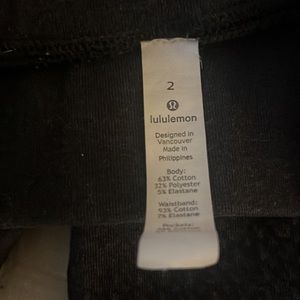 2
lululemon
Designed in
Vancouver
Made in
Philippines
Body:
63% Cotton
32% Polyester
5% Elastane
Waistband:
93% Cotton
7% Elastane
Pockets: